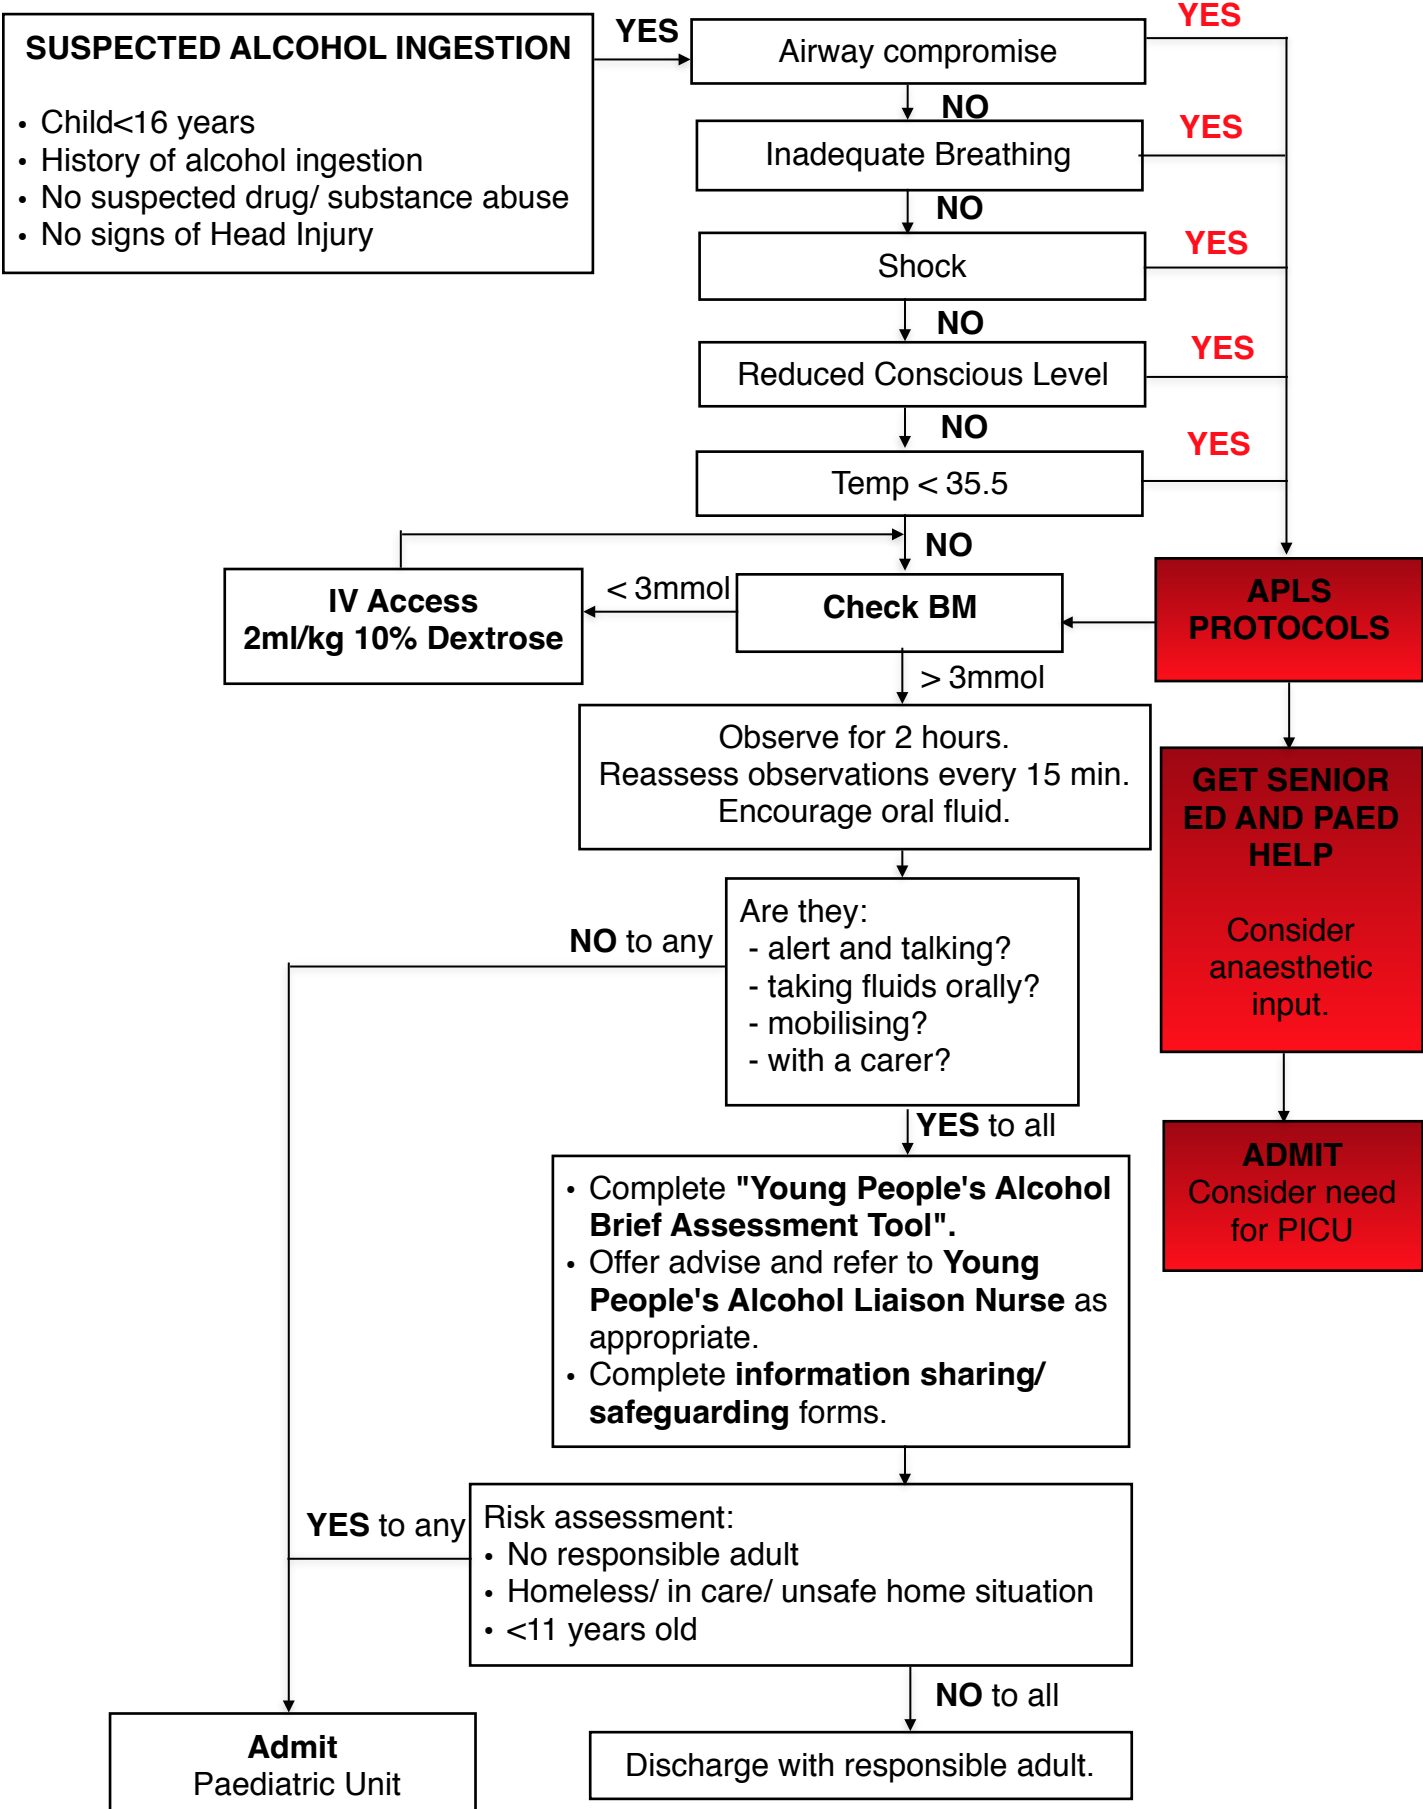 SUSPECTED ALCOHOL INGESTION
• Child<16 years
• History of alcohol ingestion
• No suspected drug/ substance abuse
• No signs of Head Injury
YES
Airway compromise
YES
NO
Inadequate Breathing
YES
NO
Shock
YES
NO
Reduced Conscious Level
YES
NO
Temp < 35.5
YES
NO
IV Access
2ml/kg 10% Dextrose
< 3mmol
Check BM
APLS
PROTOCOLS
> 3mmol
Observe for 2 hours.
Reassess observations every 15 min.
Encourage oral fluid.
GET SENIOR
ED AND PAED
HELP
Consider
anaesthetic
input.
NO to any
Are they:
- alert and talking?
- taking fluids orally?
- mobilising?
- with a carer?
YES to all
ADMIT
Consider need
for PICU
• Complete "Young People's Alcohol
Brief Assessment Tool".
• Offer advise and refer to Young
People's Alcohol Liaison Nurse as
appropriate.
• Complete information sharing/
safeguarding forms.
YES to any
Risk assessment:
• No responsible adult
• Homeless/ in care/ unsafe home situation
• <11 years old
NO to all
Admit
Paediatric Unit
Discharge with responsible adult.